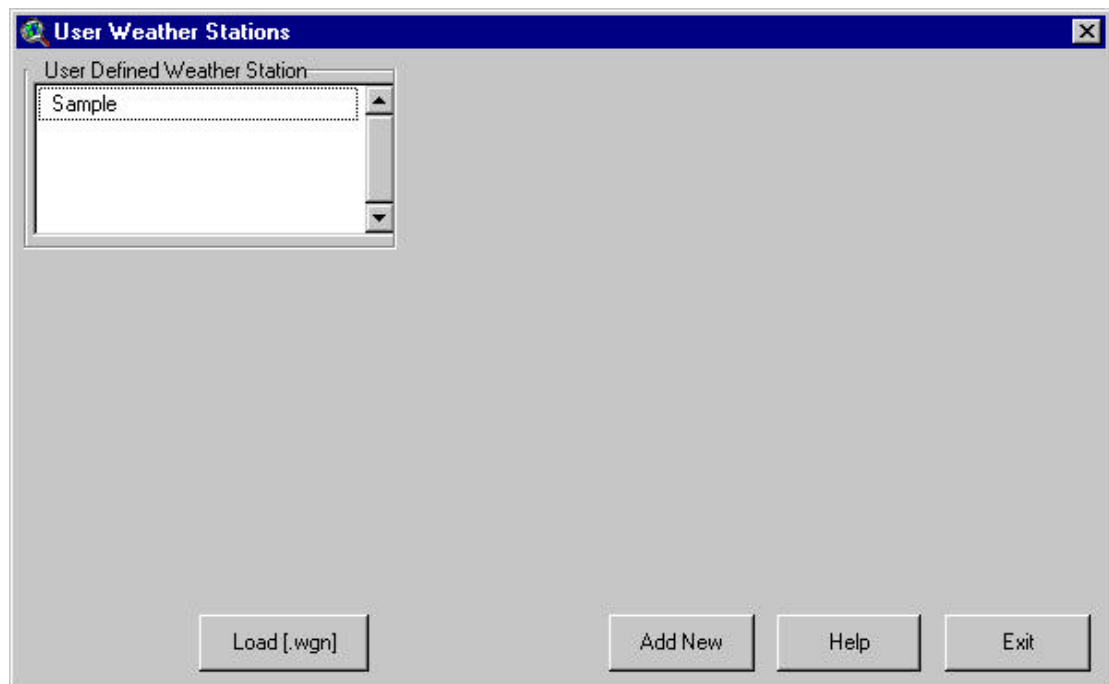 User Weather Stations
User Defined Weather Station
Sample
Load [.wgn]
Add New
Help
Exit